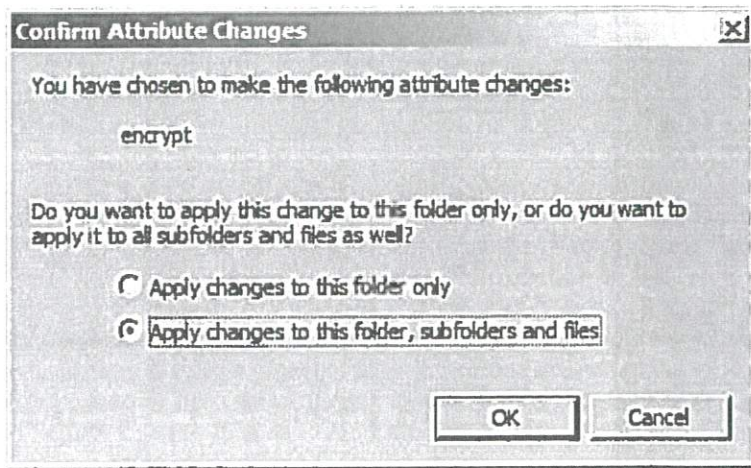 Confirm Attribute Changes
You have chosen to make the following attribute changes:
encrypt
Do you want to apply this change to this folder only, or do you want to
apply it to all subfolders and files as well?
Apply changes to this folder only
Apply changes to this folder, subfolders and files
OK
Cancel